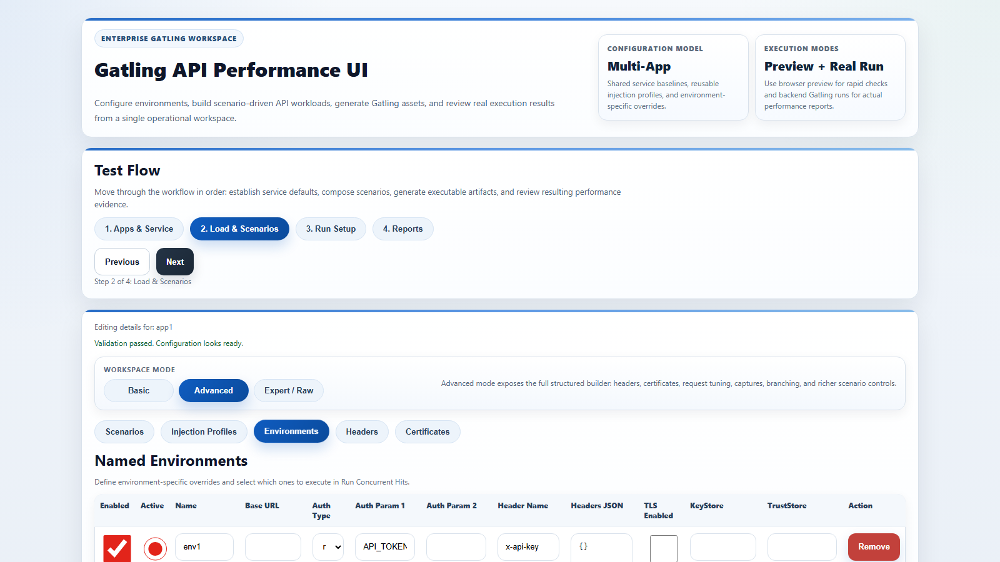 ENTERPRISE GATLING WORKSPACE
Gatling API Performance UI
Configure environments, build scenario-driven API workloads, generate Gatling assets, and review real execution results
from a single operational workspace.
CONFIGURATION MODEL
Multi-App
Shared service baselines, reusable
injection profiles, and environment-
specific overrides.
EXECUTION MODES
Preview + Real Run
Use browser preview for rapid checks
and backend Gatling runs for actual
performance reports.
Test Flow
Move through the workflow in order: establish service defaults, compose scenarios, generate executable artifacts, and review resulting performance
evidence.
1. Apps & Service
2. Load & Scenarios
3. Run Setup
4. Reports
Previous
Next
Step 2 of 4: Load & Scenarios
Editing details for: app1
Validation passed. Configuration looks ready.
WORKSPACE MODE
Basic
Advanced
Expert / Raw
Advanced mode exposes the full structured builder: headers, certificates, request tuning, captures, branching, and richer scenario controls.
Scenarios
Injection Profiles
Environments
Headers
Certificates
Named Environments
Define environment-specific overrides and select which ones to execute in Run Concurrent Hits.
Enabled
Active
Name
Base URL
Auth
Type
Auth Param 1
Auth Param 2
Header Name
Headers JSON
TLS
Enabled
KeyStore
TrustStore
Action
env1
r
API_TOKEN
x-api-key
{}
Remove